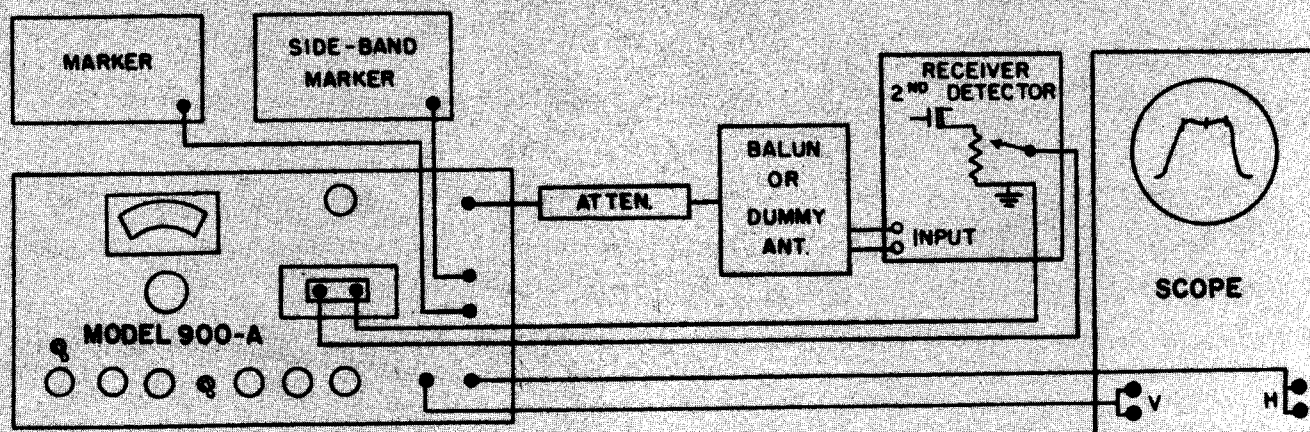 MARKER
SIDE-BAND
MARKER
RECEIVER
2ND DETECTOR
BALUN
OR
DUMMY
ANT.
ATTEN.
INPUT
SCOPE
MODEL 900-A
V
H